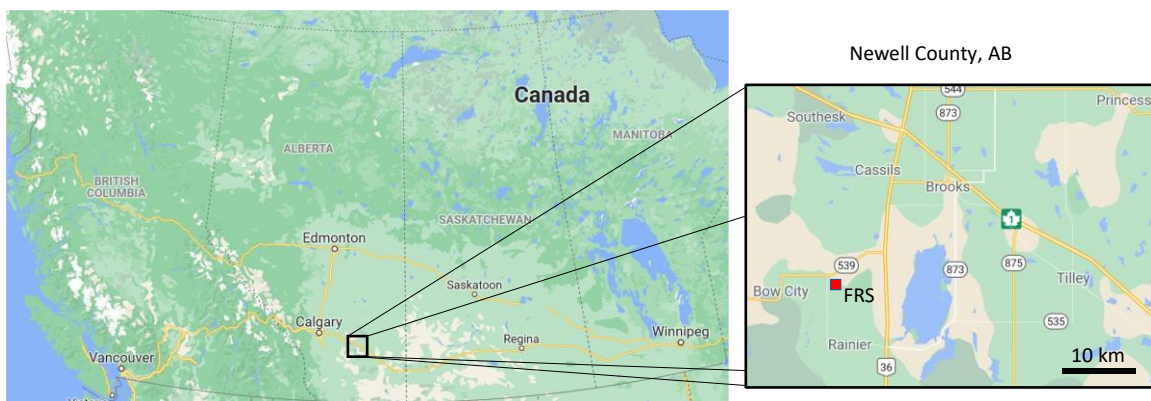 Canada
MANITOBA
ALBERTA
BRITISH
COLUMBIA
SASKATCHEWAN
Edmonton
Saskatoon
Calgary
Regina
Winnipeg
Vancouver
Newell County, AB
544
Princess
873
Southesk
Cassils
Brooks
1
539
873
875
Tilley
Bow City
FRS
535
Rainier
36
10 km